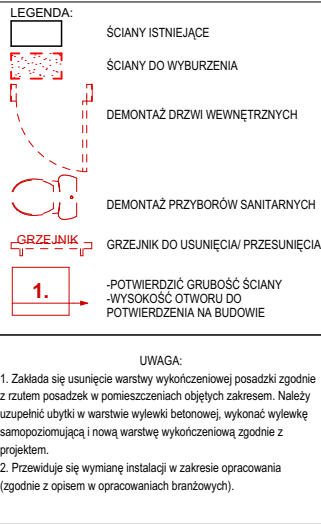 LEGENDA:
ŚCIANY ISTNIEJĄCE
ŚCIANY DO WYBURZENIA
DEMONTAŻ DRZWI WEWNĘTRZNYCH
DEMONTAŻ PRZYBORÓW SANITARNYCH
GRZEJNIK GRZEJNIK DO USUNIĘCIA/ PRZESUNIĘCIA
1.
-POTWIERDZIĆ GRUBOŚĆ ŚCIANY
-WYSOKOŚĆ OTWORU DO
POTWIERDZENIA NA BUDOWIE
UWAGA:
1. Zakłada się usunięcie warstwy wykończeniowej posadzki zgodnie
z rzutem posadzek w pomieszczeniach objętych zakresem. Należy
uzupełnić ubytki w warstwie wylewki betonowej, wykonać wylewkę
samopoziomującą i nową warstwę wykończeniową zgodnie z
projektem.
2. Przewiduje się wymianę instalacji w zakresie opracowania
(zgodnie z opisem w opracowaniach branżowych).